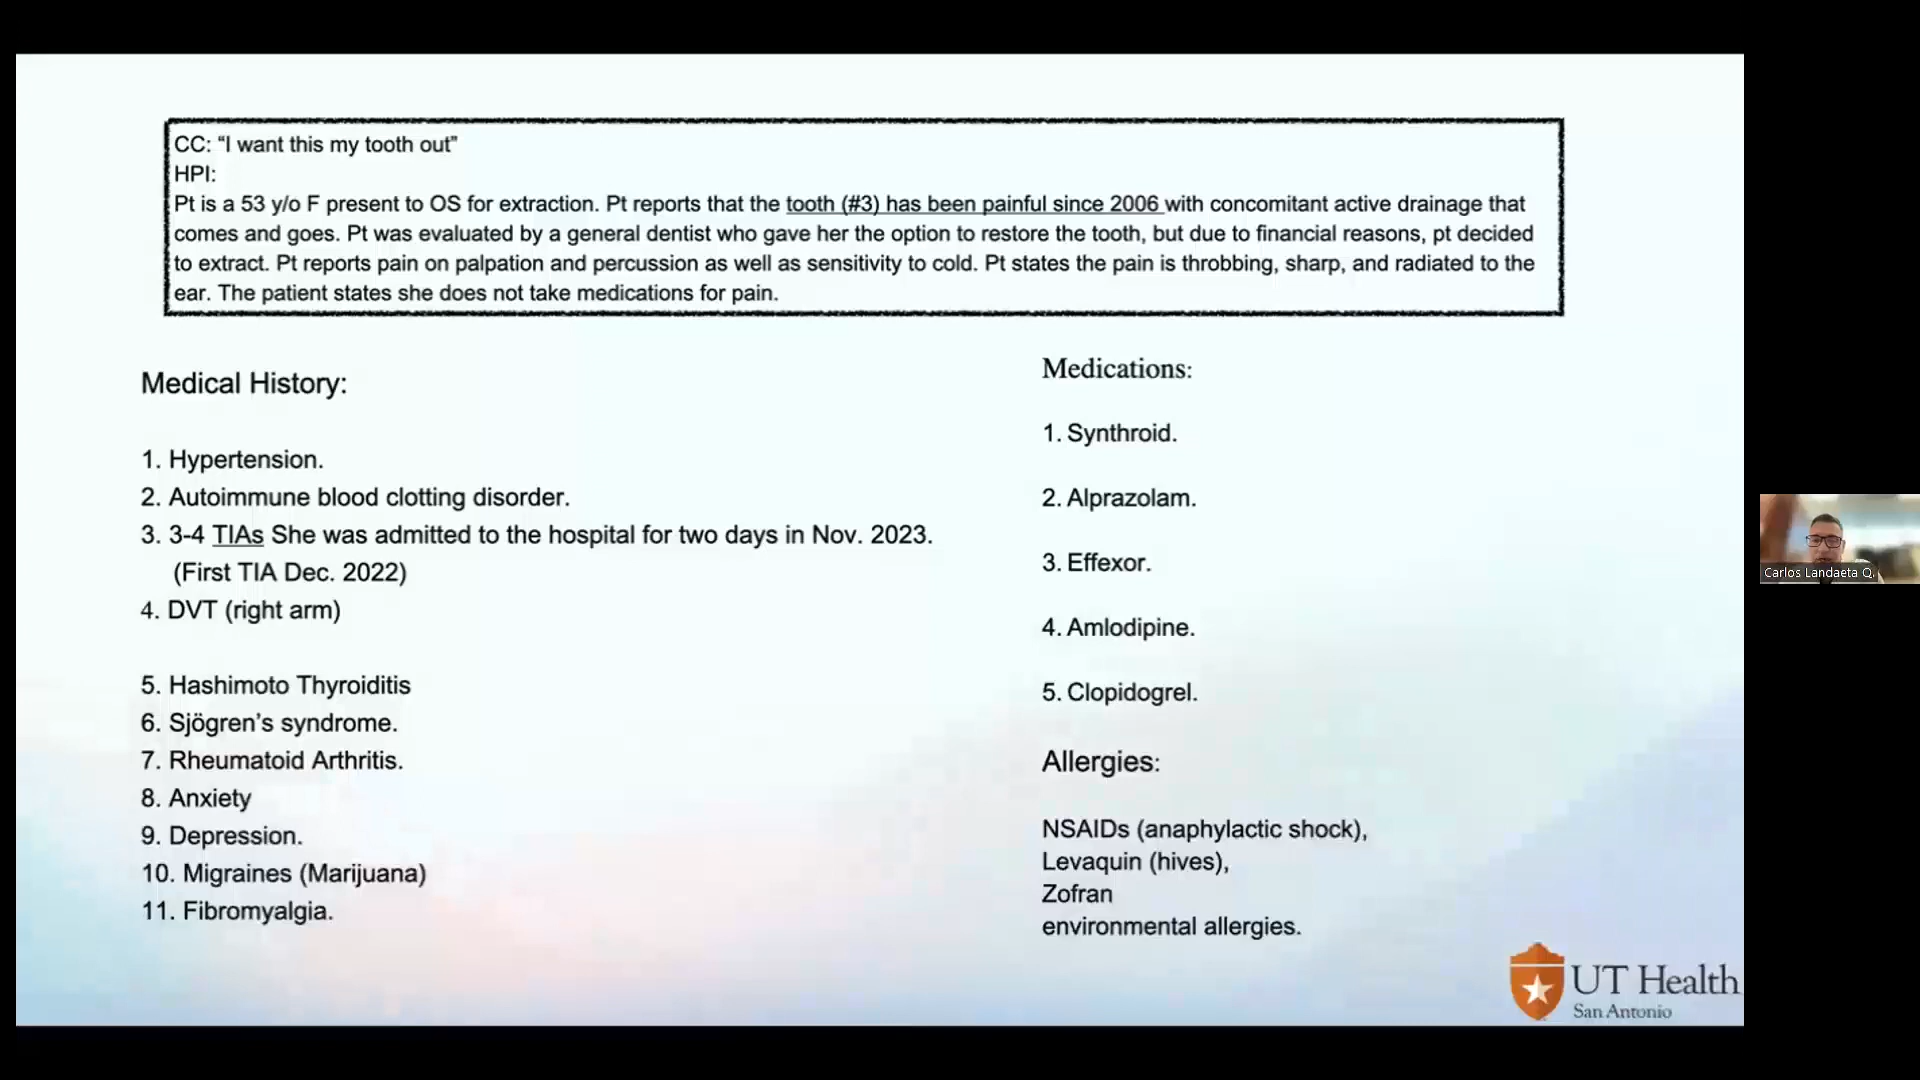 CC: “I want this my tooth out”
HPI:
Pt is a 53 y/o F present to OS for extraction. Pt reports that the tooth (#3) has been painful since 2006 with concomitant active drainage that
comes and goes. Pt was evaluated by a general dentist who gave her the option to restore the tooth, but due to financial reasons, pt decided
to extract. Pt reports pain on palpation and percussion as well as sensitivity to cold. Pt states the pain is throbbing, sharp, and radiated to the
ear. The patient states she does not take medications for pain.
Medical History:
1. Hypertension.
2. Autoimmune blood clotting disorder.
3. 3-4 TIAs She was admitted to the hospital for two days in Nov. 2023.
(First TIA Dec. 2022)
4. DVT (right arm)
5. Hashimoto Thyroiditis
6. Sjögren’s syndrome.
7. Rheumatoid Arthritis.
8. Anxiety
9. Depression.
10. Migraines (Marijuana)
11. Fibromyalgia.
Medications:
1. Synthroid.
2. Alprazolam.
3. Effexor.
4. Amlodipine.
5. Clopidogrel.
Allergies:
NSAIDs (anaphylactic shock),
Levaquin (hives),
Zofran
environmental allergies.
UT Health
San Antonio
Carlos Landaeta Q.